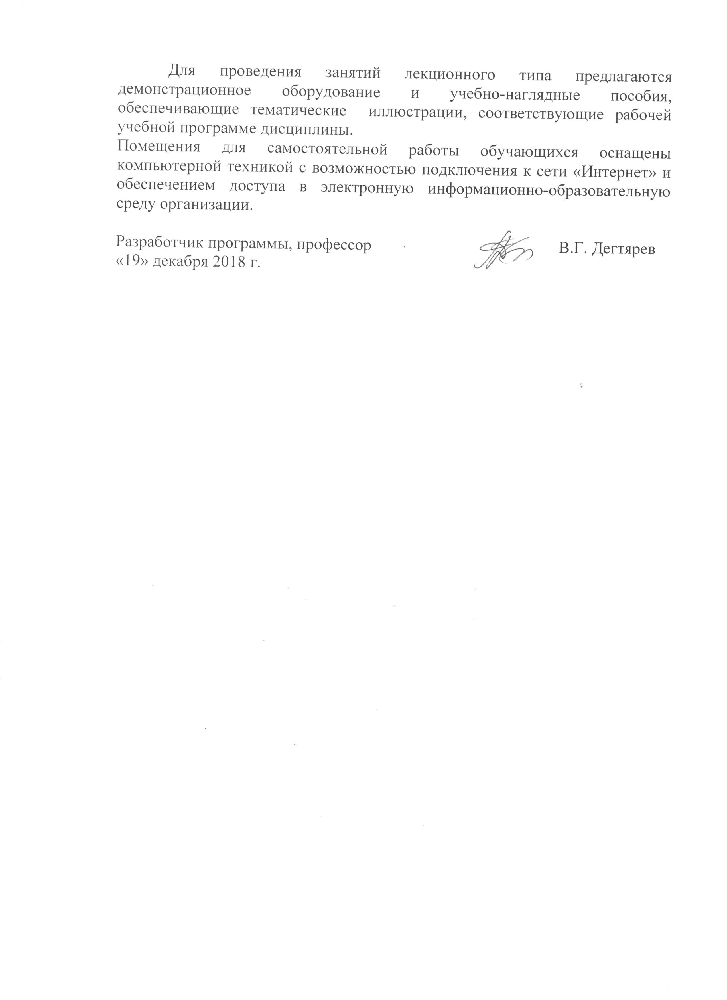 Для проведения занятий лекционного типа предлагаются
демонстрационное оборудование и учебно-наглядные пособия,
обеспечивающие тематические иллюстрации, соответствующие рабочей
учебной программе дисциплины.
Помещения для самостоятельной работы обучающихся оснащены
компьютерной техникой с возможностью подключения к сети «Интернет» и
обеспечением доступа в электронную информационно-образовательную
среду организации.
Разработчик программы, профессор В.Г. Дегтярев
«19» декабря 2018 г.